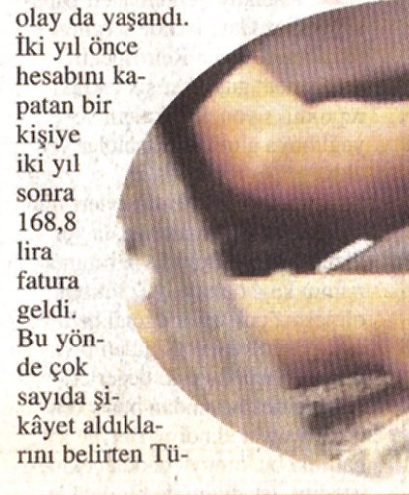 olay da yaşandı.
İki yıl önce
hesabını ka-
patan bir
kişiye
iki yıl
sonra
168,8
lira
fatura
geldi.
Bu yön-
de çok
sayıda şi-
kâyet aldıkla-
rını belirten Tü-